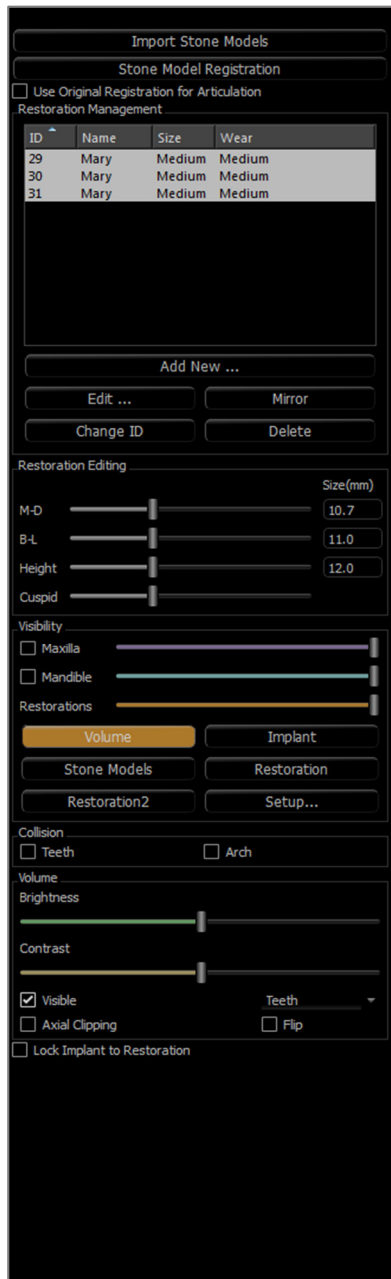 Import Stone Models
Stone Model Registration
Use Original Registration for Articulation
Restoration Management
ID Name Size Wear
29 Mary Medium Medium
30 Mary Medium Medium
31 Mary Medium Medium
Add New ...
Edit ... Mirror
Change ID Delete
Restoration Editing
Size(mm)
M-D 10.7
B-L 11.0
Height 12.0
Cuspid
Visibility
Maxilla
Mandible
Restorations
Volume Implant
Stone Models Restoration
Restoration2 Setup...
Collision
Teeth Arch
Volume
Brightness
Contrast
Visible Teeth
Axial Clipping Flip
Lock Implant to Restoration